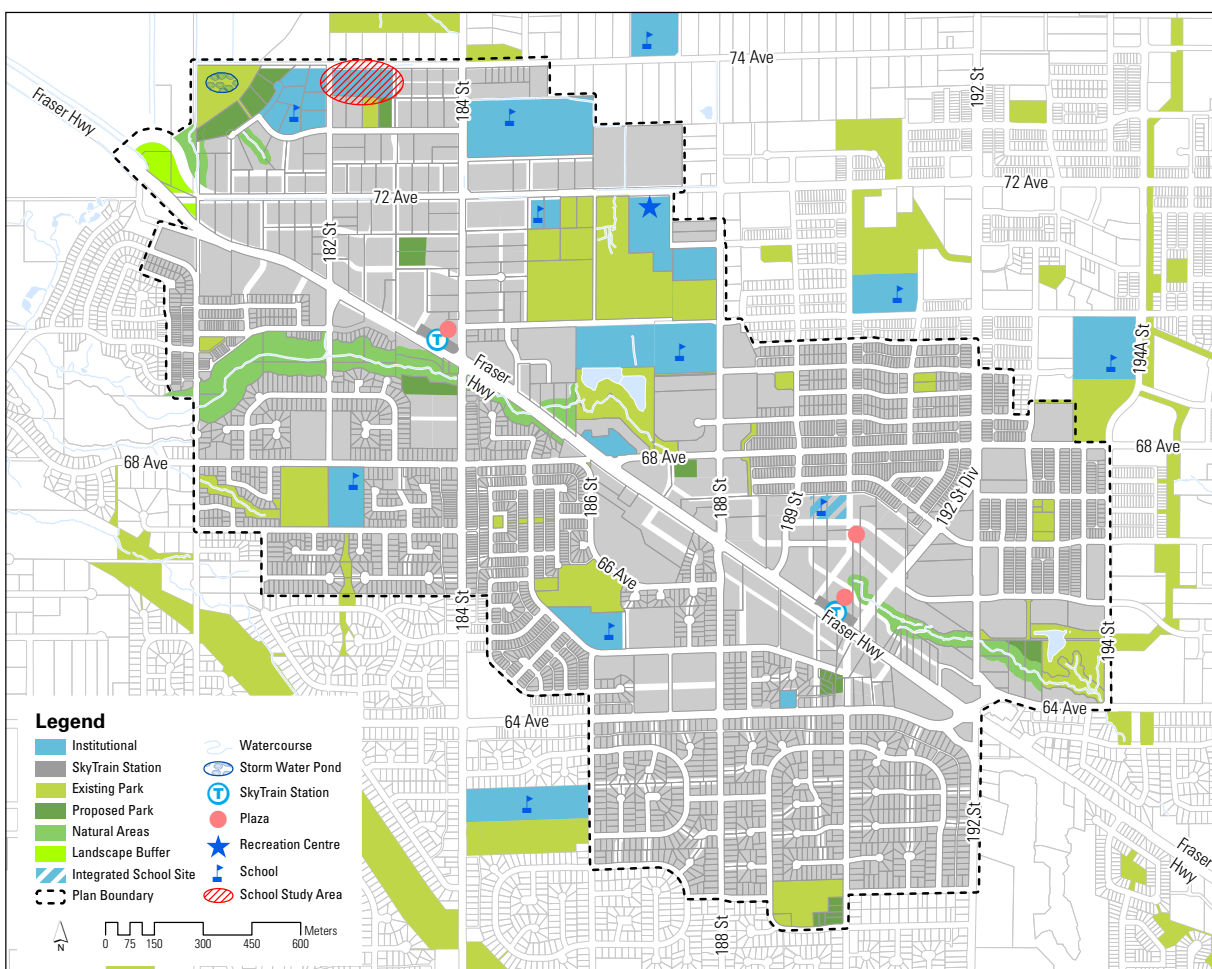 74 Ave
Fraser Hwy
184 St
192 St
72 Ave
72 Ave
182 St
Fraser
Hwy
194A St
68 Ave
68 Ave
68 Ave
186 St
188 St
189 St
192 St Div
66 Ave
184 St
Fraser Hwy
194 St
64 Ave
64 Ave
192 St
Fraser
Hwy
188 St
Legend
Institutional
SkyTrain Station
Existing Park
Proposed Park
Natural Areas
Landscape Buffer
Integrated School Site
Plan Boundary
Watercourse
Storm Water Pond
T SkyTrain Station
Plaza
Recreation Centre
School
School Study Area
N
Meters
0 75 150 300 450 600
T
T